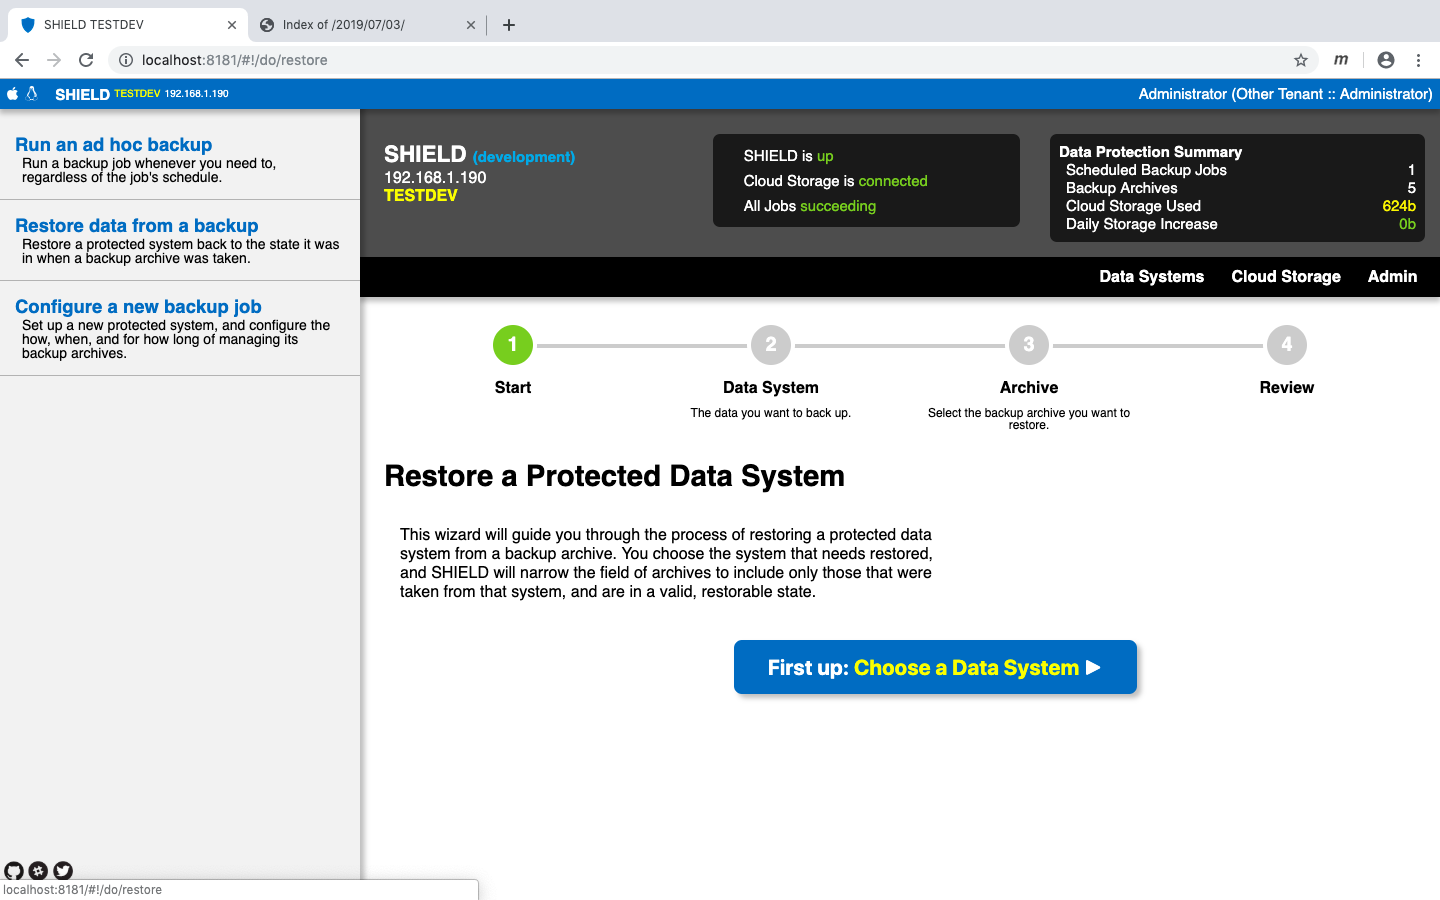 SHIELD TESTDEV
Index of /2019/07/03/
localhost:8181/#!/do/restore
SHIELD TESTDEV 192.168.1.190
Administrator (Other Tenant :: Administrator)
Run an ad hoc backup
Run a backup job whenever you need to,
regardless of the job's schedule.
Restore data from a backup
Restore a protected system back to the state it was
in when a backup archive was taken.
Configure a new backup job
Set up a new protected system, and configure the
how, when, and for how long of managing its
backup archives.
SHIELD (development)
192.168.1.190
TESTDEV
SHIELD is up
Cloud Storage is connected
All Jobs succeeding
Data Protection Summary
Scheduled Backup Jobs 1
Backup Archives 5
Cloud Storage Used 624b
Daily Storage Increase 0b
Data Systems Cloud Storage Admin
1 2 3 4
Start
Data System
The data you want to back up.
Archive
Select the backup archive you want to
restore.
Review
Restore a Protected Data System
This wizard will guide you through the process of restoring a protected data
system from a backup archive. You choose the system that needs restored,
and SHIELD will narrow the field of archives to include only those that were
taken from that system, and are in a valid, restorable state.
First up: Choose a Data System
localhost:8181/#!/do/restore